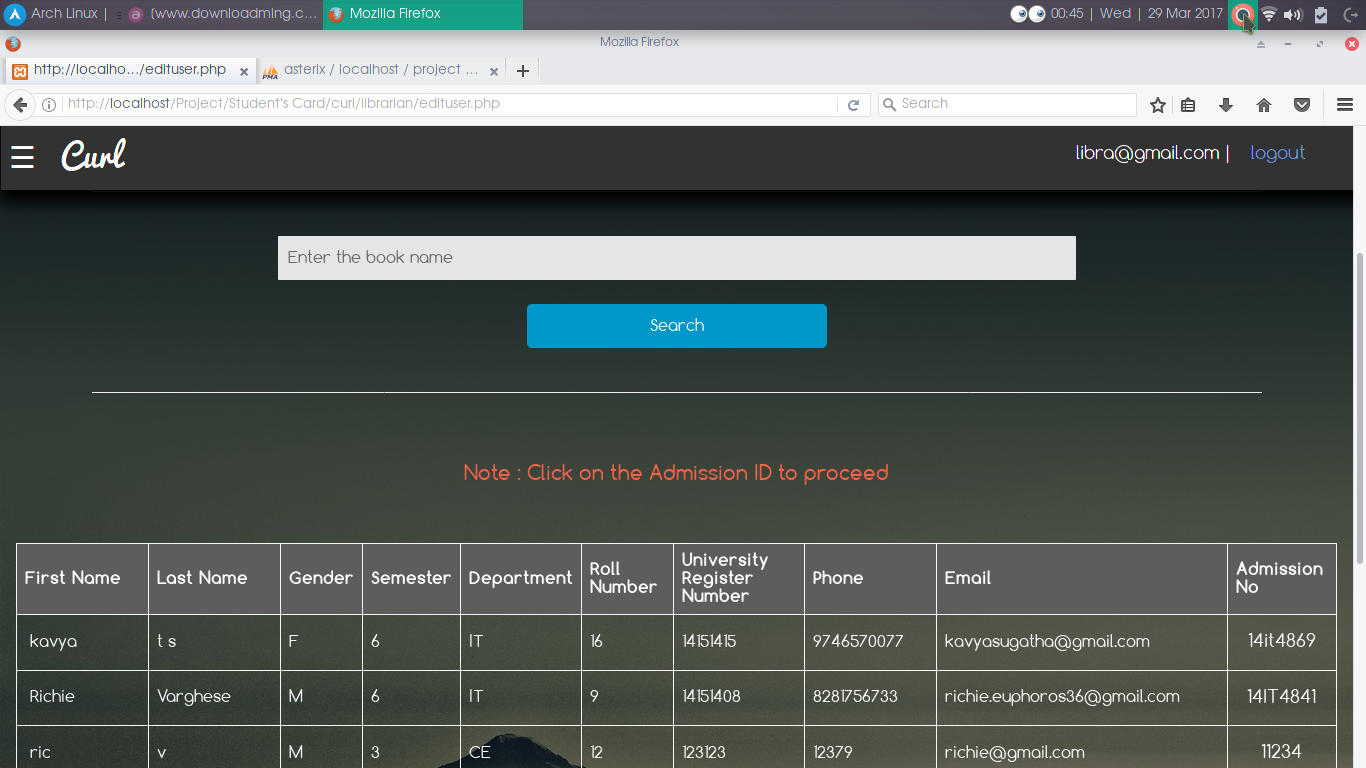 Arch Linux | [www.downloadming.c... Mozilla Firefox 00:45 | Wed | 29 Mar 2017
Mozilla Firefox
http://localho.../edituser.php asterix / localhost / project ...
http://localhost/Project/Student's Card/curl/librarian/edituser.php Search
Curl libra@gmail.com | logout
Enter the book name
Search
Note : Click on the Admission ID to proceed
First Name Last Name Gender Semester Department Roll Number University Register Number Phone Email Admission No
kavya t s F 6 IT 16 14151415 9746570077 kavyasugatha@gmail.com 14it4869
Richie Varghese M 6 IT 9 14151408 8281756733 richie.euphoros36@gmail.com 14IT4841
ric v M 3 CE 12 123123 12379 richie@gmail.com 11234